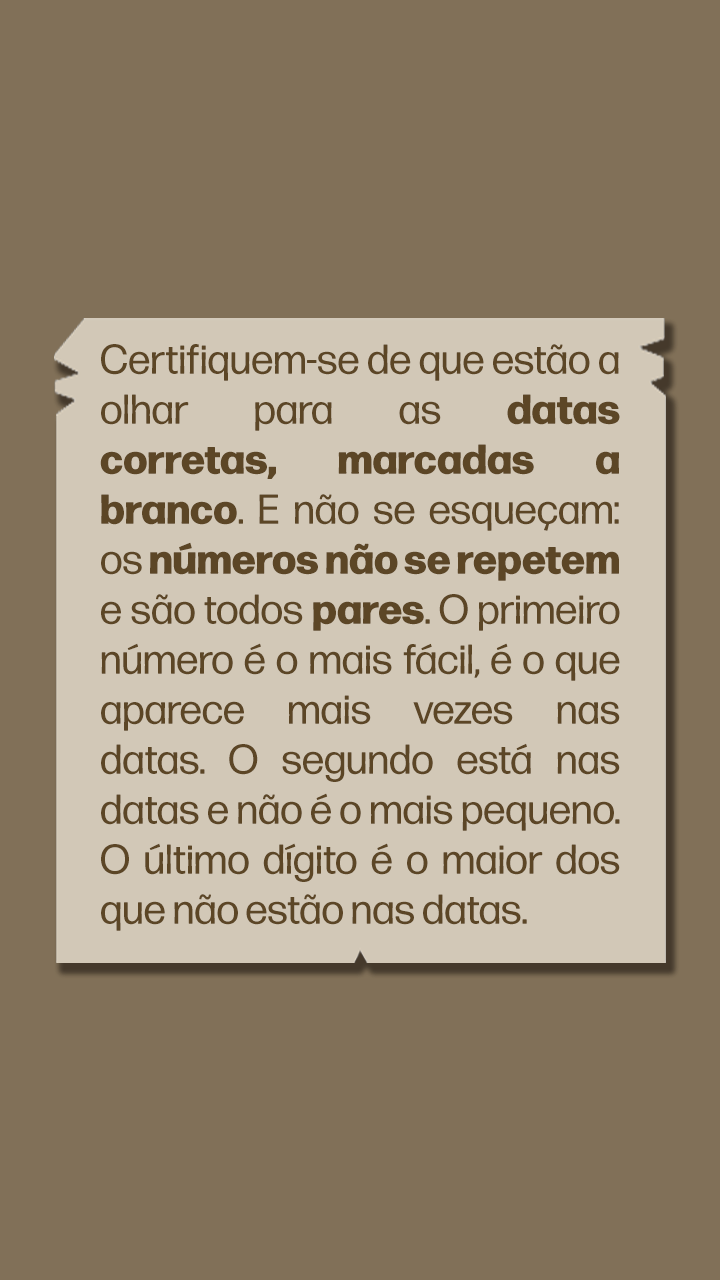 Certifiquem-se de que estão a
olhar para as datas
corretas, marcadas a
branco. E não se esqueçam:
os números não se repetem
e são todos pares. O primeiro
número é o mais fácil, é o que
aparece mais vezes nas
datas. O segundo está nas
datas e não é o mais pequeno.
O último dígito é o maior dos
que não estão nas datas.